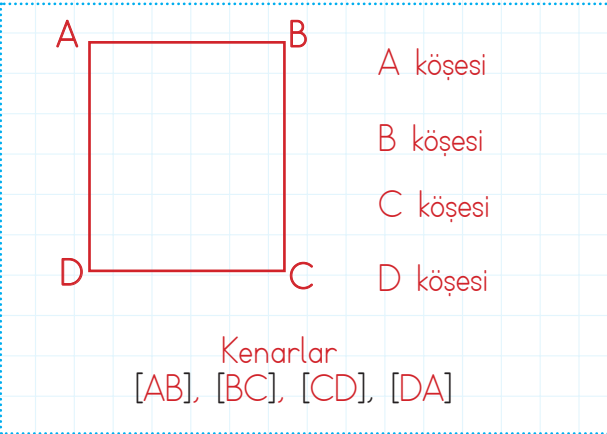 A B
A köşesi
B köşesi
C köşesi
D C
D köşesi
Kenarlar
[AB], [BC], [CD], [DA]